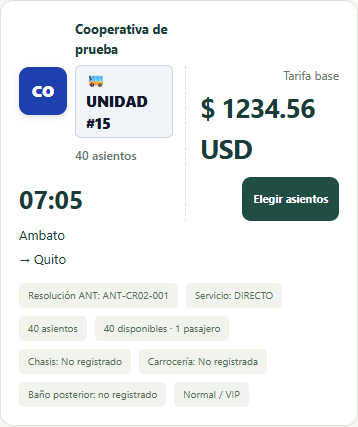 Cooperativa de
prueba
CO
UNIDAD
#15
40 asientos
Tarifa base
$ 1234.56
USD
Elegir asientos
07:05
Ambato
→ Quito
Resolución ANT: ANT-CR02-001
Servicio: DIRECTO
40 asientos
40 disponibles · 1 pasajero
Chasis: No registrado
Carrocería: No registrada
Baño posterior: no registrado
Normal / VIP